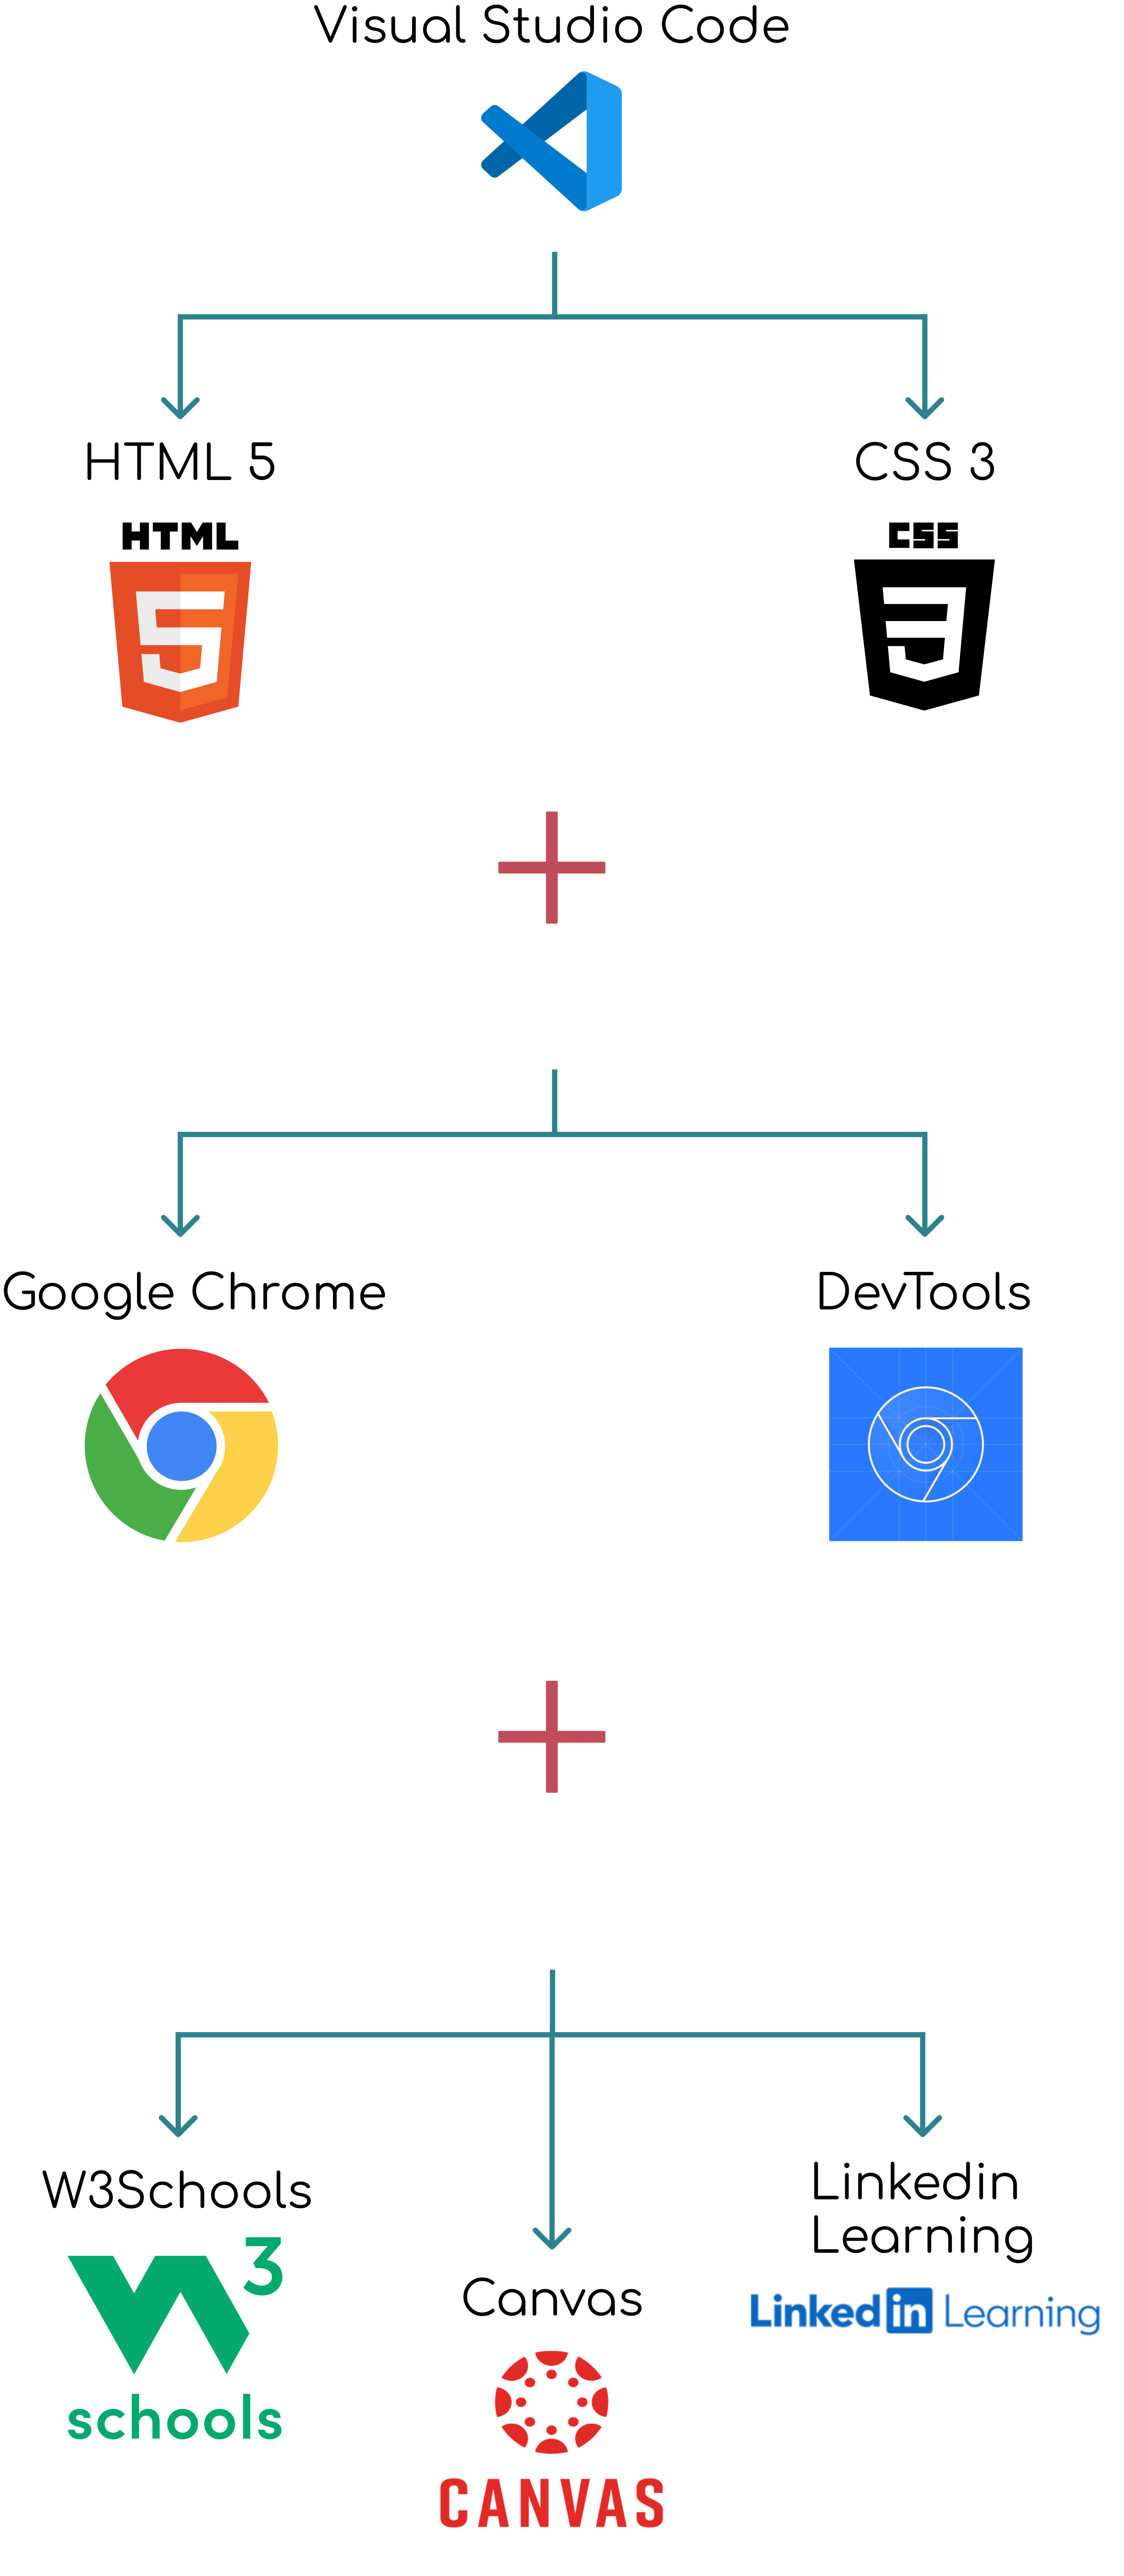 Visual Studio Code
HTML 5
CSS 3
HTML
CSS
5
3
Google Chrome
DevTools
W3Schools
Linkedin
Learning
W3
schools
Canvas
Linked in Learning
CANVAS